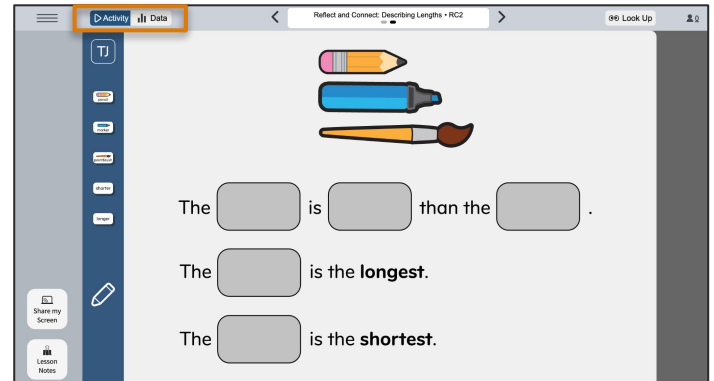 Activity Data
Reflect and Connect: Describing Lengths • RC2
Look Up
0
TJ
pencil
marker
paintbrush
shorter
longer
The is than the .
The is the longest.
The is the shortest.
Share my
Screen
Lesson
Notes